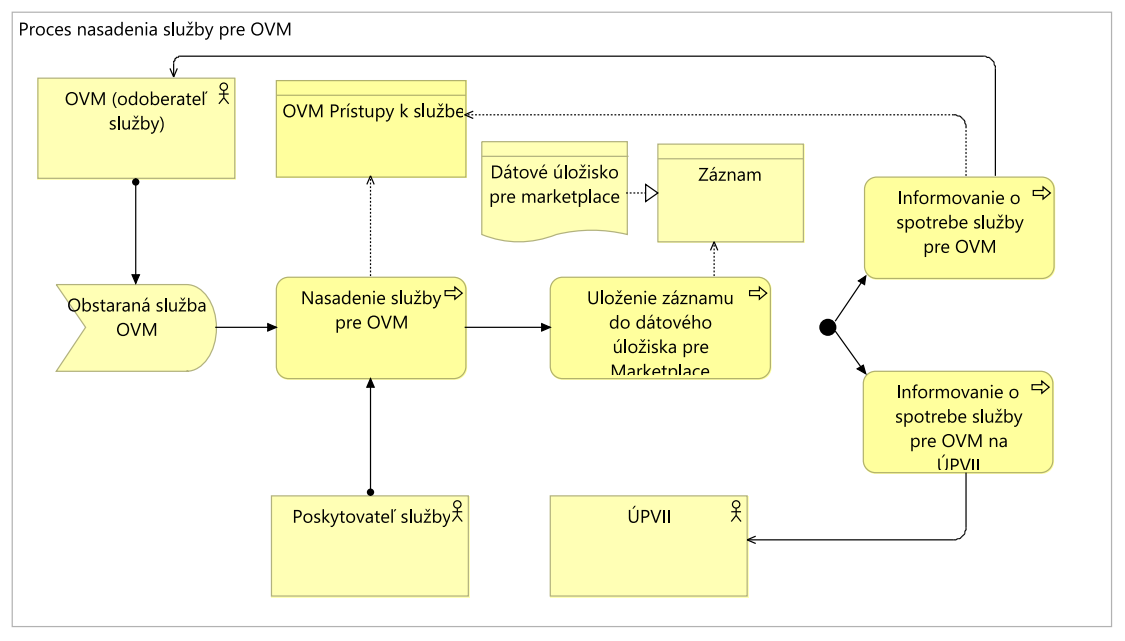 Proces nasadenia služby pre OVM
OVM (odoberateľ
služby)
OVM Prístupy k službe
Dátové úložisko
pre marketplace
Záznam
Informovanie o
spotrebe služby
pre OVM
Obstaraná služba
OVM
Nasadenie služby
pre OVM
Uloženie záznamu
do dátového
úložiska pre
Marketplace
Informovanie o
spotrebe služby
pre OVM na
ÚPVII
Poskytovateľ služby
ÚPVII